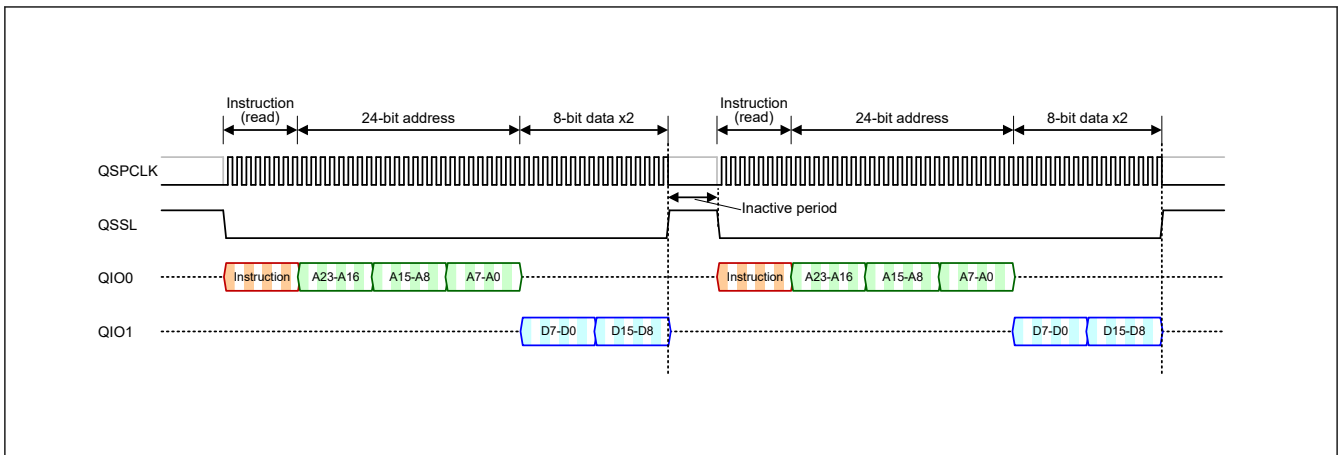 Instruction
(read)
24-bit address
8-bit data x2
Instruction
(read)
24-bit address
8-bit data x2
QSPCLK
Inactive period
QSSL
QIO0
Instruction
A23-A16
A15-A8
A7-A0
Instruction
A23-A16
A15-A8
A7-A0
QIO1
D7-D0
D15-D8
D7-D0
D15-D8